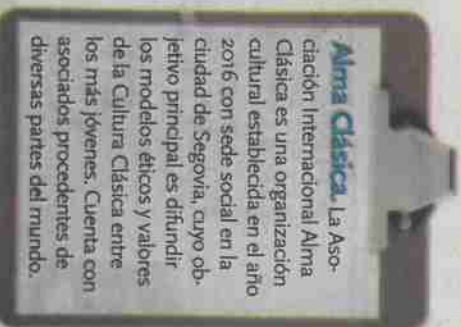 Alma Clásica. La Aso-
ciación Internacional Alma
Clásica es una organización
cultural establecida en el año
2016 con sede social en la
ciudad de Segovia, cuyo ob-
jetivo principal es difundir
los modelos éticos y valores
de la Cultura Clásica entre
los más jóvenes. Cuenta con
asociados procedentes de
diversas partes del mundo.